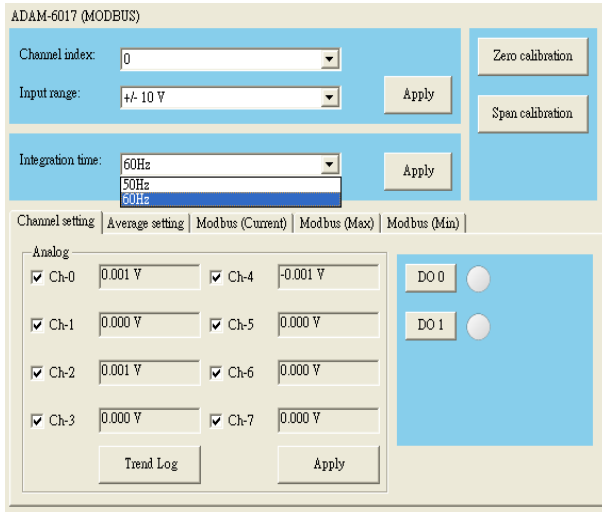 ADAM-6017 (MODBUS)
Channel index: 0
Input range: +/- 10 V
Apply
Zero calibration
Span calibration
Integration time: 60Hz
50Hz
60Hz
Apply
Channel setting Average setting Modbus (Current) Modbus (Max) Modbus (Min)
Analog
Ch-0 0.001 V Ch-4 -0.001 V
Ch-1 0.000 V Ch-5 0.000 V
Ch-2 0.001 V Ch-6 0.000 V
Ch-3 0.000 V Ch-7 0.000 V
Trend Log Apply
DO 0
DO 1